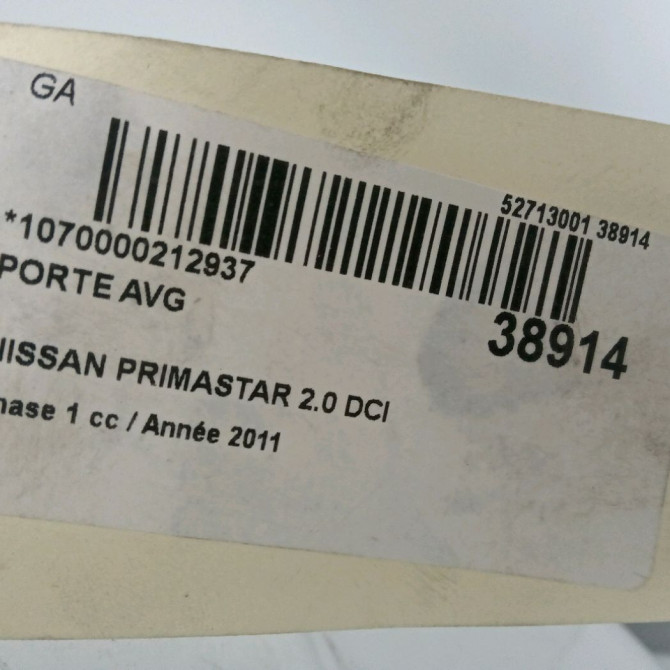 GA
52713001 38914
*1070000212937
38914
PORTE AVG
NISSAN PRIMASTAR 2.0 DCI
hase 1 cc / Année 2011